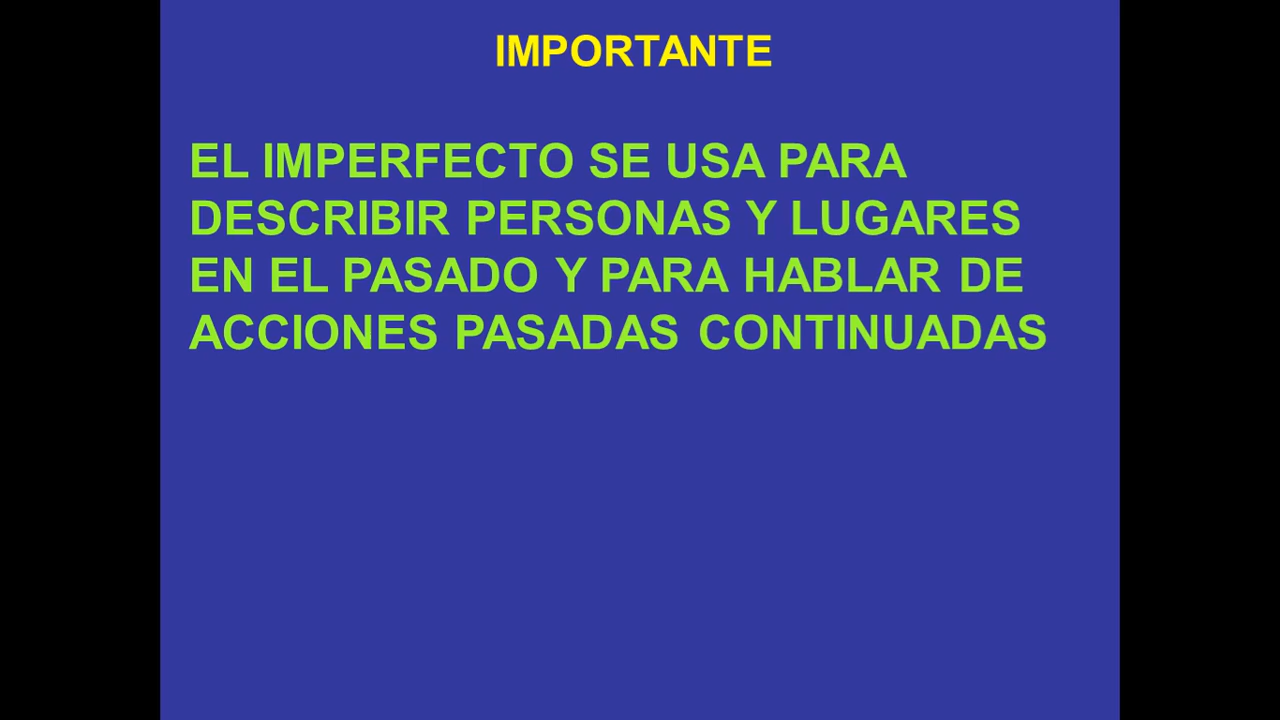 IMPORTANTE
EL IMPERFECTO SE USA PARA
DESCRIBIR PERSONAS Y LUGARES
EN EL PASADO Y PARA HABLAR DE
ACCIONES PASADAS CONTINUADAS